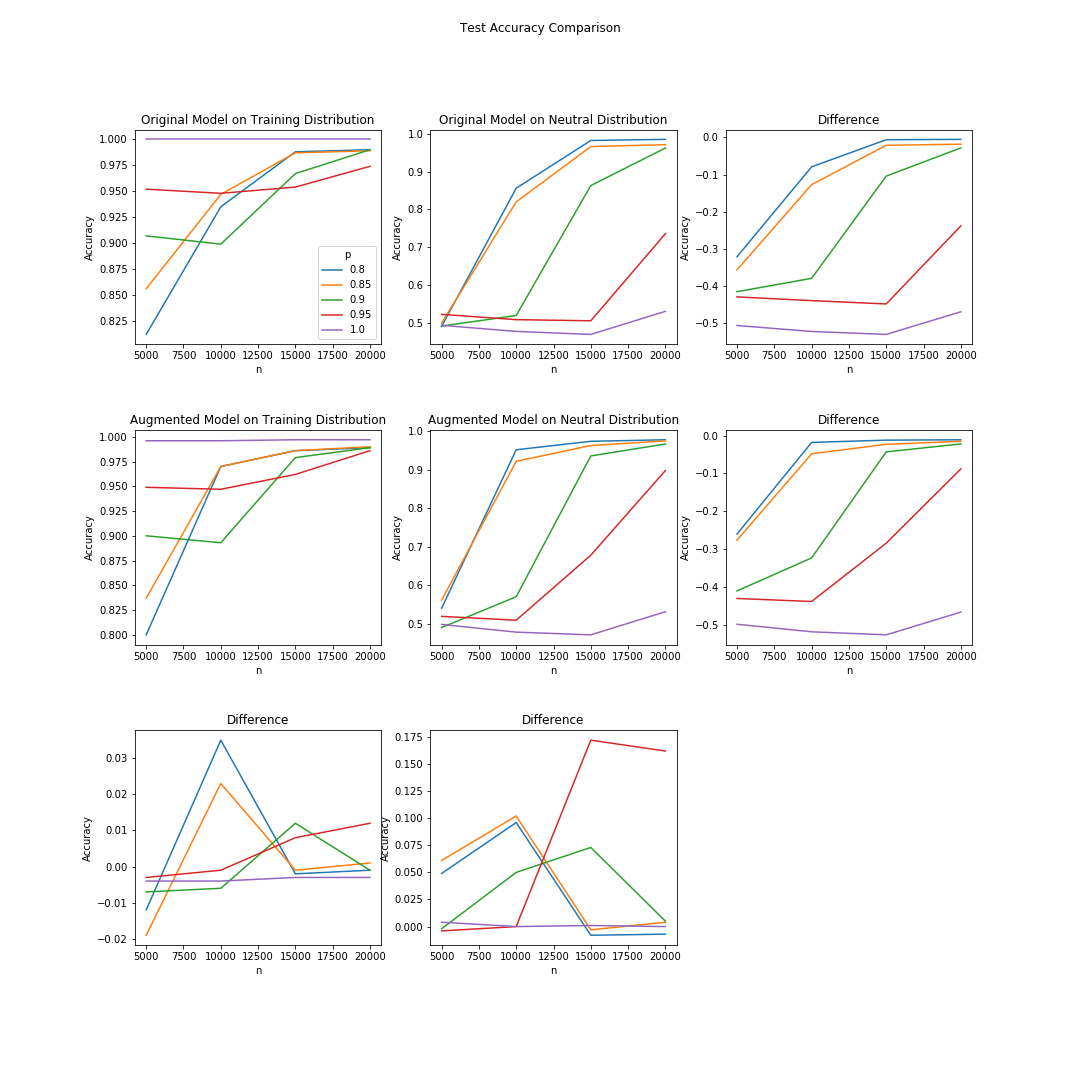 Test Accuracy Comparison
Original Model on Training Distribution
1.000
0.975
0.950
0.925
0.900
0.875
0.850
0.825
Accuracy
5000 7500 10000 12500 15000 17500 20000
n
p
0.8
0.85
0.9
0.95
1.0
Original Model on Neutral Distribution
1.0
0.9
0.8
0.7
0.6
0.5
Accuracy
5000 7500 10000 12500 15000 17500 20000
n
Difference
0.0
−0.1
−0.2
−0.3
−0.4
−0.5
Accuracy
5000 7500 10000 12500 15000 17500 20000
n
Augmented Model on Training Distribution
1.000
0.975
0.950
0.925
0.900
0.875
0.850
0.825
0.800
Accuracy
5000 7500 10000 12500 15000 17500 20000
n
Augmented Model on Neutral Distribution
1.0
0.9
0.8
0.7
0.6
0.5
Accuracy
5000 7500 10000 12500 15000 17500 20000
n
Difference
0.0
−0.1
−0.2
−0.3
−0.4
−0.5
Accuracy
5000 7500 10000 12500 15000 17500 20000
n
Difference
0.03
0.02
0.01
0.00
−0.01
−0.02
Accuracy
5000 7500 10000 12500 15000 17500 20000
n
Difference
0.175
0.150
0.125
0.100
0.075
0.050
0.025
0.000
Accuracy
5000 7500 10000 12500 15000 17500 20000
n